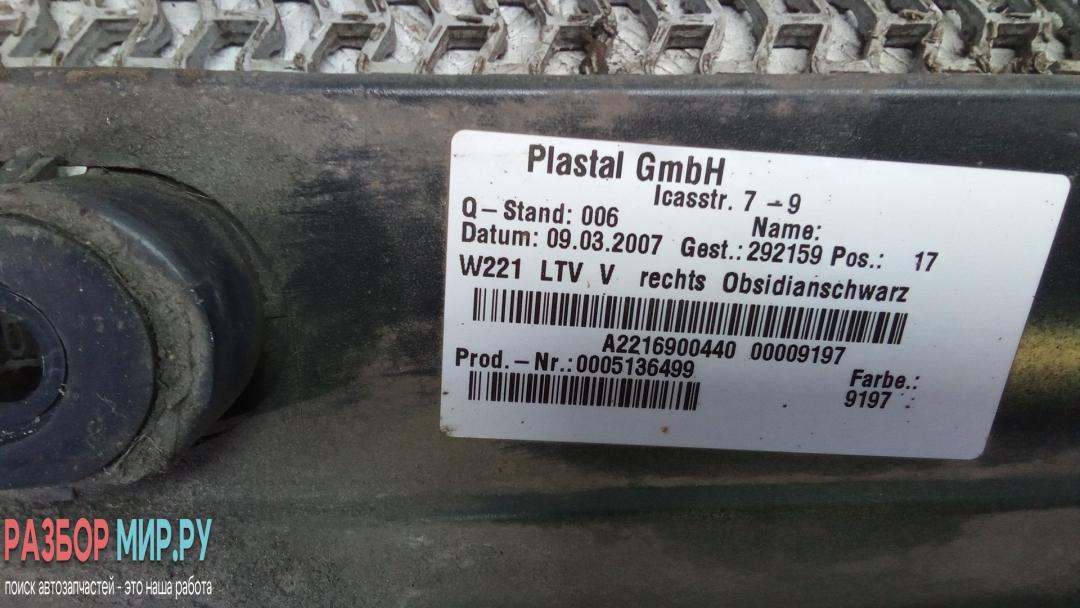 Plastal GmbH
Icasstr. 7 - 9
Q-Stand: 006 Name:
Datum: 09.03.2007 Gest.: 292159 Pos.: 17
W221 LTV V rechts Obsidianschwarz
A2216900440 00009197
Prod.-Nr.: 0005136499 Farbe.:
9197
РАЗБОР МИР.РУ
поиск автозапчастей - это наша работа